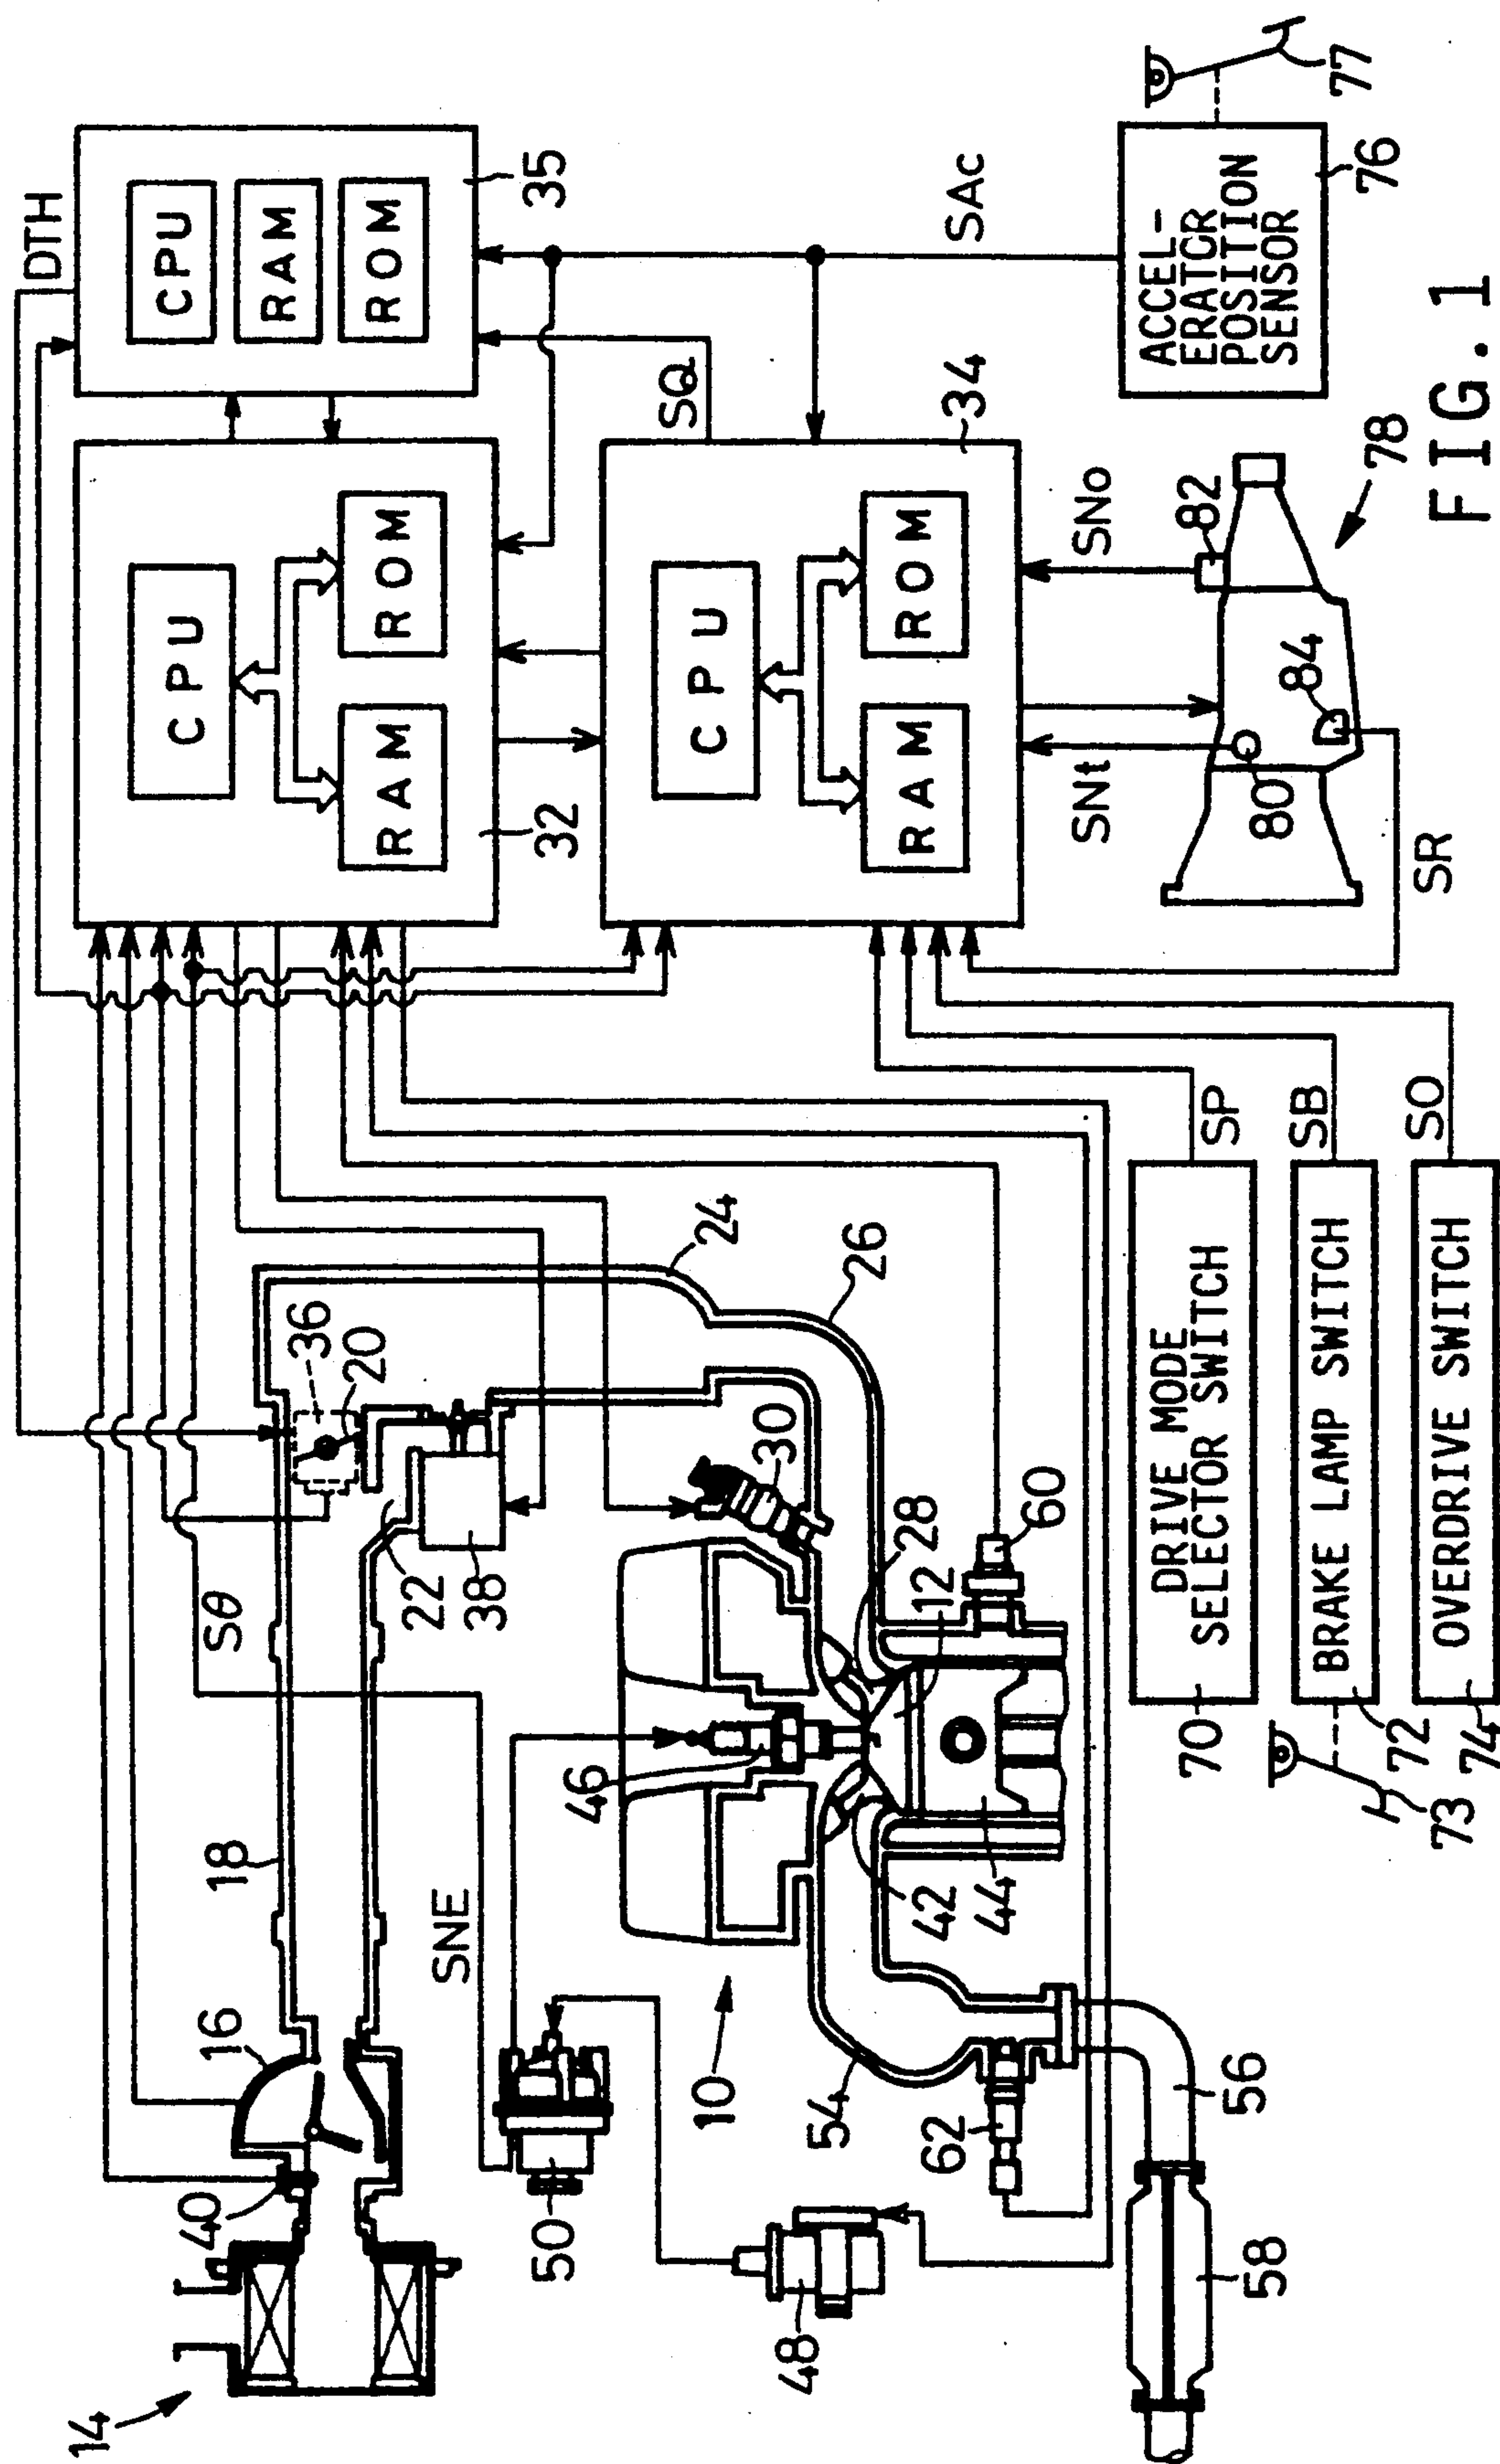 14
40
16
18
Sθ
36
20
22
38
24
26
DTH
CPU
RAM
ROM
32
CPU
RAM
ROM
35
SQ
CPU
RAM
ROM
34
SAc
SNE
50
48
10
46
30
28
12
42
44
54
62
60
56
58
SNt
SNo
80
82
84
78
SR
SP
SB
SO
70
DRIVE MODE
SELECTOR SWITCH
72
73
BRAKE LAMP SWITCH
74
OVERDRIVE SWITCH
ACCEL-
ERATOR
POSITION
SENSOR
76
77
FIG. 1